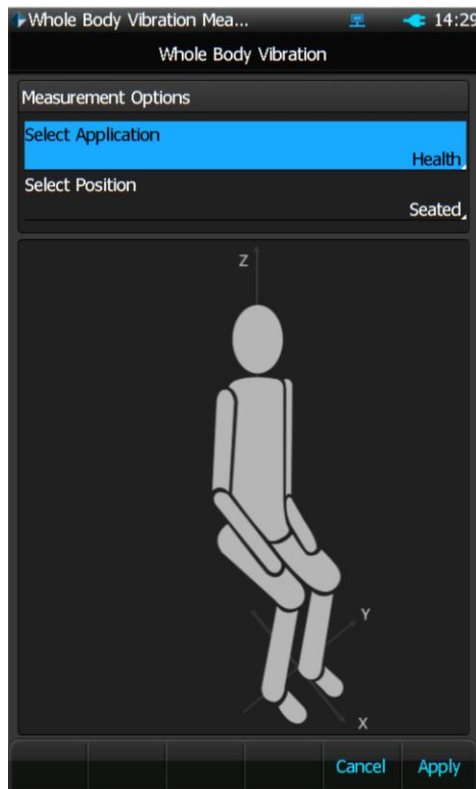 Whole Body Vibration Mea... 14:29
Whole Body Vibration
Measurement Options
Select Application
Health
Select Position
Seated
Z
Y
X
Cancel Apply